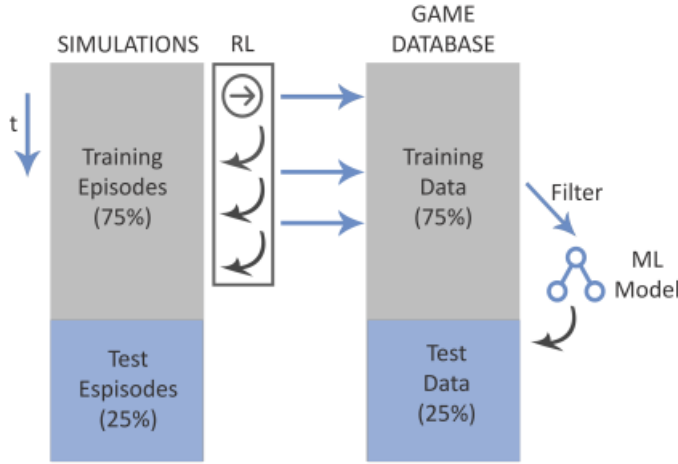 SIMULATIONS
RL
GAME
DATABASE
t
Training
Episodes
(75%)
Training
Data
(75%)
Filter
ML
Model
Test
Espisodes
(25%)
Test
Data
(25%)